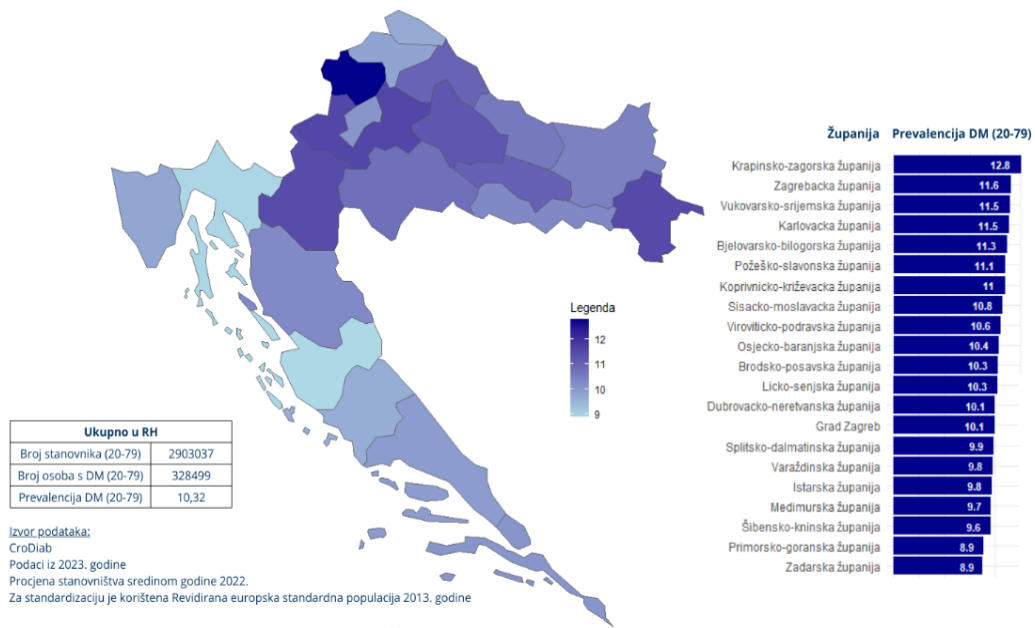 Županija Prevalencija DM (20-79)
Krapinsko-zagorska županija 12.8
Zagrebacka županija 11.6
Vukovarsko-srijemska županija 11.5
Karlovacka županija 11.5
Bjelovarsko-bilogorska županija 11.3
Požeško-slavonska županija 11.1
Koprivnicko-križevacka županija 11
Sisacko-moslavacka županija 10.8
Viroviticko-podravska županija 10.6
Osjecko-baranjska županija 10.4
Brodsko-posavska županija 10.3
Licko-senjska županija 10.3
Dubrovacko-neretvanska županija 10.1
Grad Zagreb 10.1
Splitsko-dalmatinska županija 9.9
Varaždinska županija 9.8
Istarska županija 9.8
Medimurska županija 9.7
Šibensko-kninska županija 9.6
Primorsko-goranska županija 8.9
Zadarska županija 8.9
Legenda
12
11
10
9
Ukupno u RH
Broj stanovnika (20-79) 2903037
Broj osoba s DM (20-79) 328499
Prevalencija DM (20-79) 10,32
Izvor podataka:
CroDiab
Podaci iz 2023. godine
Procjena stanovništva sredinom godine 2022.
Za standardizaciju je korištena Revidirana europska standardna populacija 2013. godine